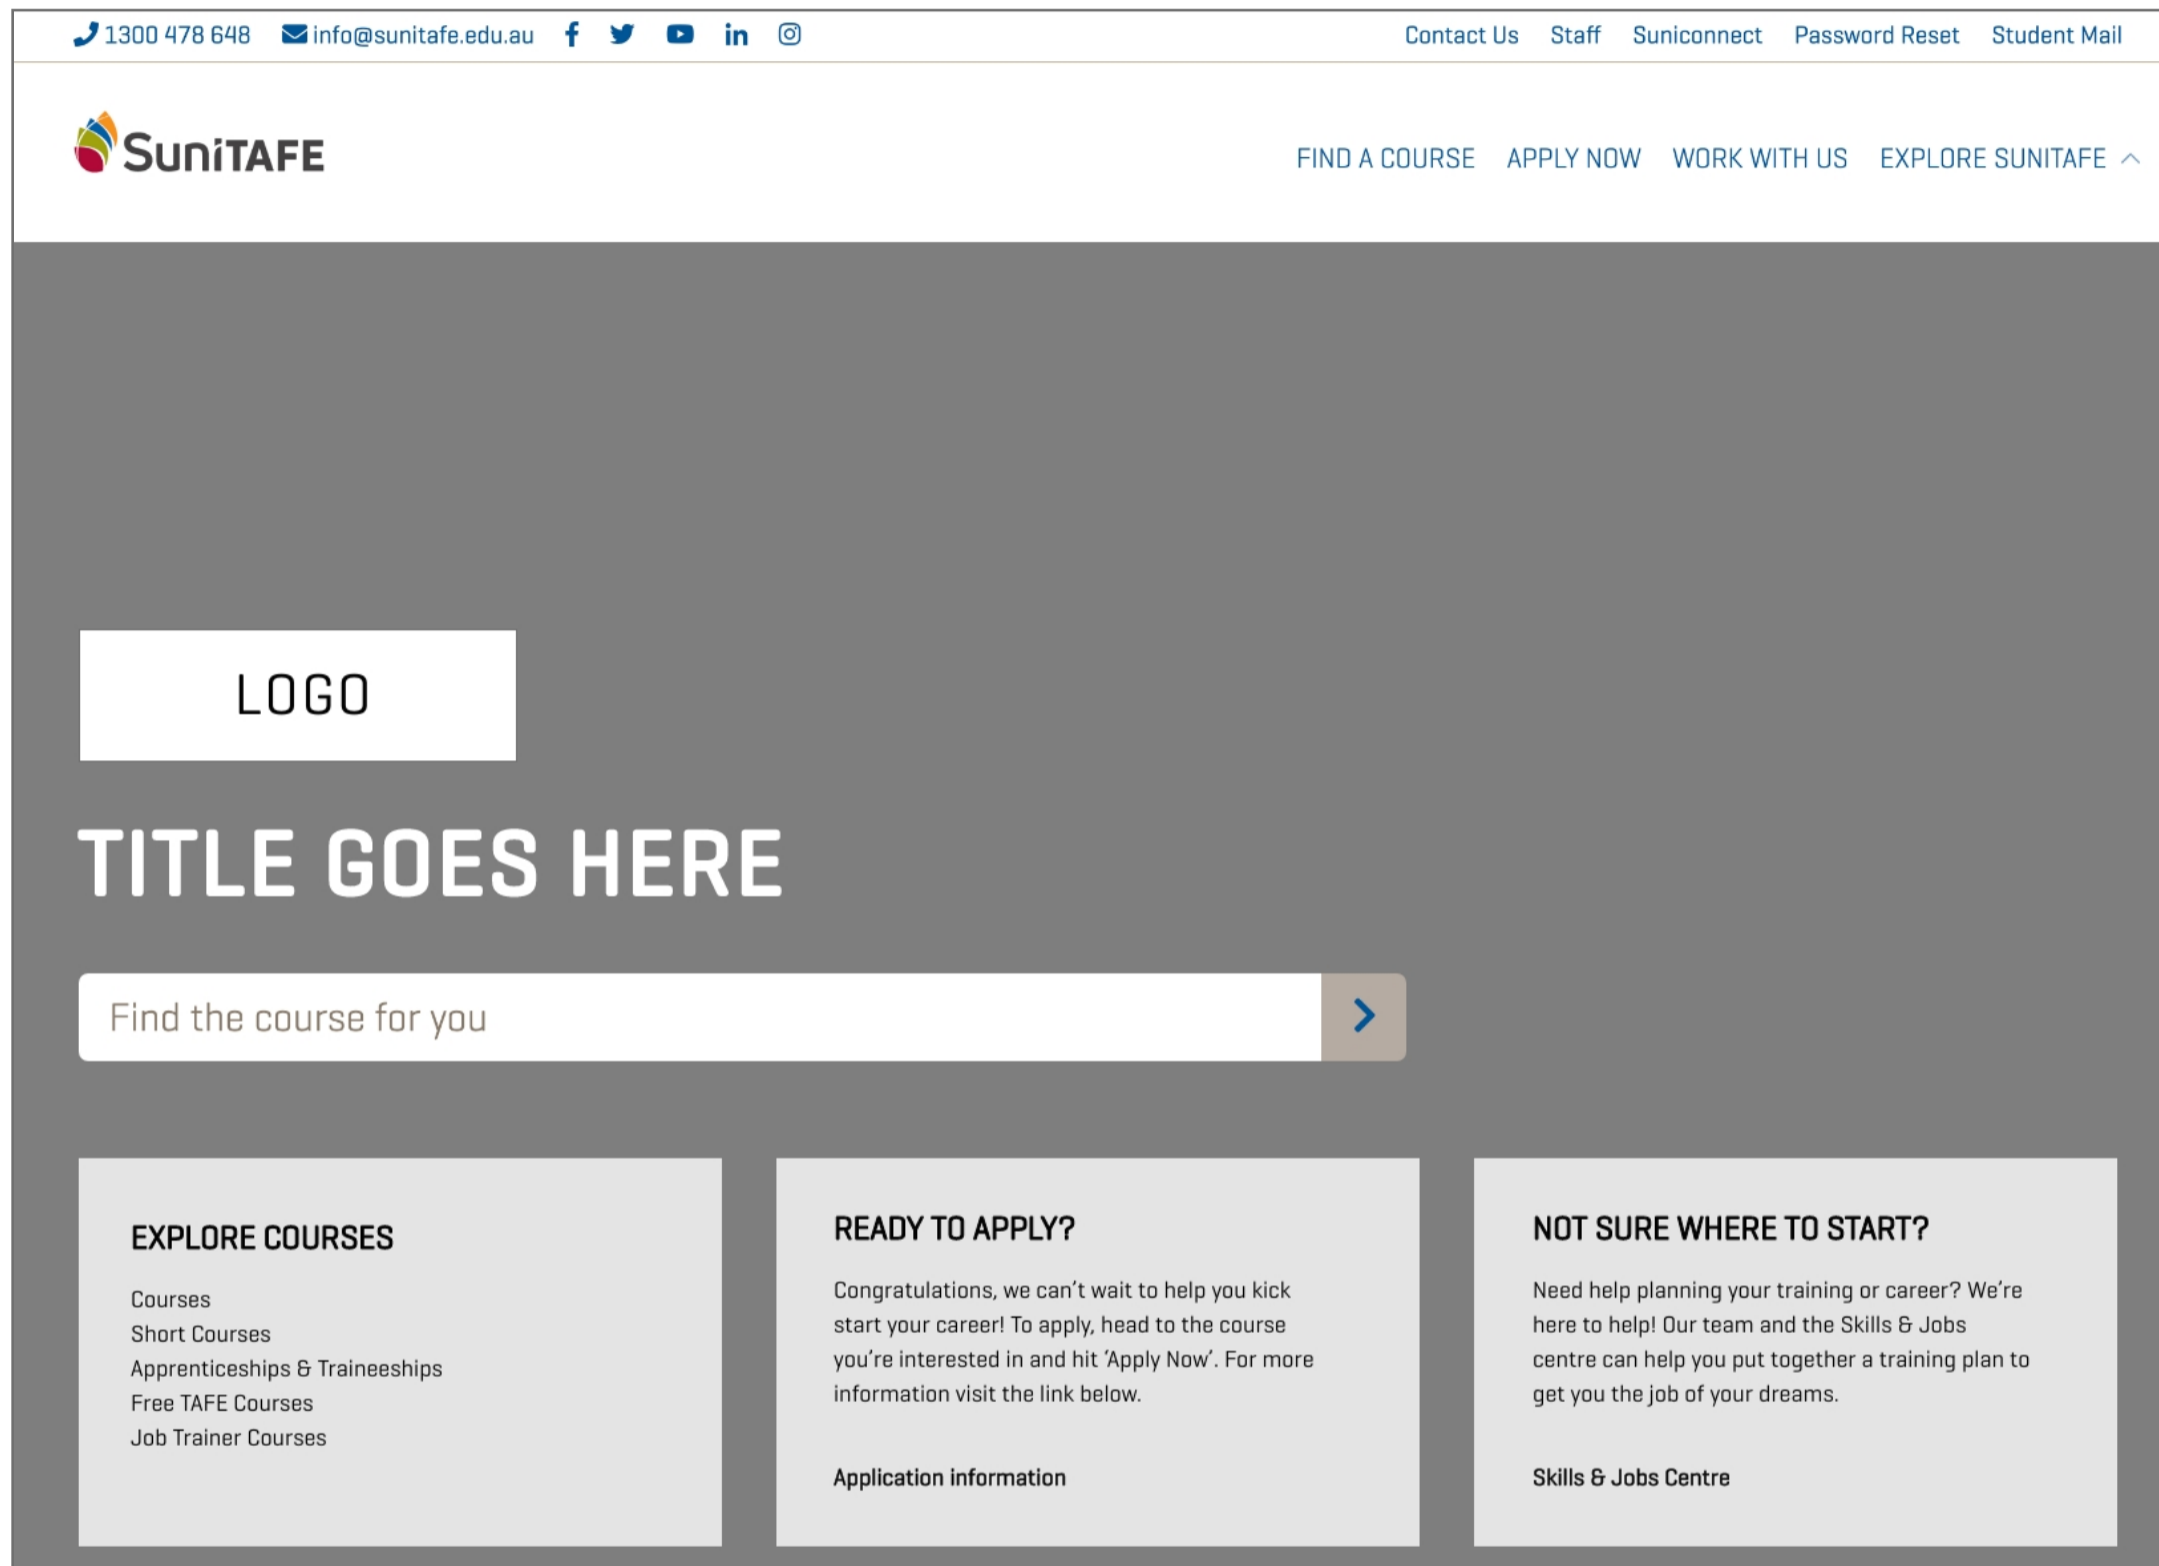 1300 478 648 info@sunitafe.edu.au Contact Us Staff Suniconnect Password Reset Student Mail
SuniTAFE
FIND A COURSE APPLY NOW WORK WITH US EXPLORE SUNITAFE
LOGO
TITLE GOES HERE
Find the course for you
EXPLORE COURSES
Courses
Short Courses
Apprenticeships & Traineeships
Free TAFE Courses
Job Trainer Courses
READY TO APPLY?
Congratulations, we can’t wait to help you kick
start your career! To apply, head to the course
you’re interested in and hit ‘Apply Now’. For more
information visit the link below.
Application information
NOT SURE WHERE TO START?
Need help planning your training or career? We’re
here to help! Our team and the Skills & Jobs
centre can help you put together a training plan to
get you the job of your dreams.
Skills & Jobs Centre